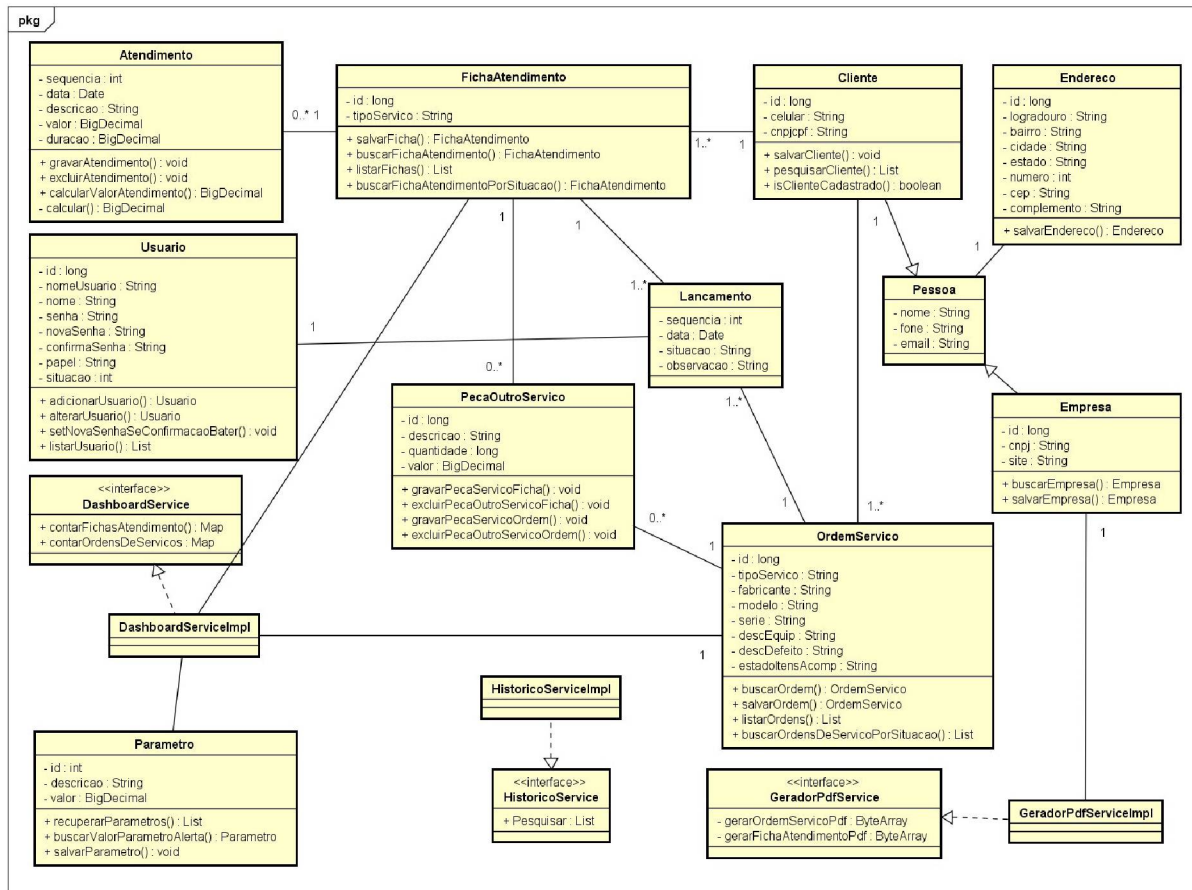 pkg
Atendimento
- sequencia : int
- data : Date
- descricao : String
- valor : BigDecimal
- duracao : BigDecimal
+ gravarAtendimento() : void
+ excluirAtendimento() : void
+ calcularValorAtendimento() : BigDecimal
- calcular() : BigDecimal
0..* 1
FichaAtendimento
- id : long
- tipoServico : String
+ salvarFicha() : FichaAtendimento
+ buscarFichaAtendimento() : FichaAtendimento
+ listarFichas() : List
+ buscarFichaAtendimentoPorSituacao() : FichaAtendimento
1..*
1
Cliente
- id : long
- celular : String
- cnpjcpf : String
+ salvarCliente() : void
+ pesquisarCliente() : List
+ isClienteCadastrado() : boolean
Endereco
- id : long
- logradouro : String
- bairro : String
- cidade : String
- estado : String
- numero : int
- cep : String
- complemento : String
+ salvarEndereco() : Endereco
1
1
1
1
Usuario
- id : long
- nomeUsuario : String
- nome : String
- senha : String
- novaSenha : String
- confirmaSenha : String
- papel : String
- situacao : int
+ adicionarUsuario() : Usuario
+ alterarUsuario() : Usuario
+ setNovaSenhaSeConfirmacaoBater() : void
+ listarUsuario() : List
1
1..*
Lancamento
- sequencia : int
- data : Date
- situacao : String
- observacao : String
Pessoa
- nome : String
- fone : String
- email : String
0..*
PecaOutroServico
- id : long
- descricao : String
- quantidade : long
- valor : BigDecimal
+ gravarPecaServicoFicha() : void
+ excluirPecaOutroServicoFicha() : void
+ gravarPecaServicoOrdem() : void
+ excluirPecaOutroServicoOrdem() : void
1..*
Empresa
- id : long
- cnpj : String
- site : String
+ buscarEmpresa() : Empresa
+ salvarEmpresa() : Empresa
<<interface>>
DashboardService
+ contarFichasAtendimento() : Map
+ contarOrdensDeServicos : Map
0..*
1
1
1..*
1
OrdemServico
- id : long
- tipoServico : String
- fabricante : String
- modelo : String
- serie : String
- descEquip : String
- descDefeito : String
- estadoItensAcomp : String
+ buscarOrdem() : OrdemServico
+ salvarOrdem() : OrdemServico
+ listarOrdens() : List
+ buscarOrdensDeServicoPorSituacao() : List
DashboardServiceImpl
1
HistoricoServiceImpl
Parametro
- id : int
- descricao : String
- valor : BigDecimal
+ recuperarParametros() : List
+ buscarValorParametroAlerta() : Parametro
+ salvarParametro() : void
<<interface>>
HistoricoService
+ Pesquisar : List
<<interface>>
GeradorPdfService
- gerarOrdemServicoPdf : ByteArray
- gerarFichaAtendimentoPdf : ByteArray
GeradorPdfServiceImpl